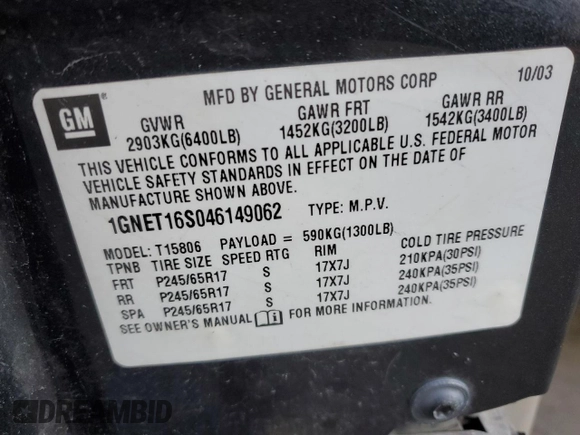 MFD BY GENERAL MOTORS CORP 10/03
GM
GVWR GAWR FRT GAWR RR
2903KG(6400LB) 1452KG(3200LB) 1542KG(3400LB)
THIS VEHICLE CONFORMS TO ALL APPLICABLE U.S. FEDERAL MOTOR
VEHICLE SAFETY STANDARDS IN EFFECT ON THE DATE OF
MANUFACTURE SHOWN ABOVE.
1GNET16S046149062 TYPE: M.P.V.
MODEL: T15806 PAYLOAD = 590KG(1300LB)
TPNB TIRE SIZE SPEED RTG RIM COLD TIRE PRESSURE
FRT P245/65R17 S 17X7J 210KPA(30PSI)
RR P245/65R17 S 17X7J 240KPA(35PSI)
SPA P245/65R17 S 17X7J 240KPA(35PSI)
SEE OWNER'S MANUAL FOR MORE INFORMATION.
DREAMBID